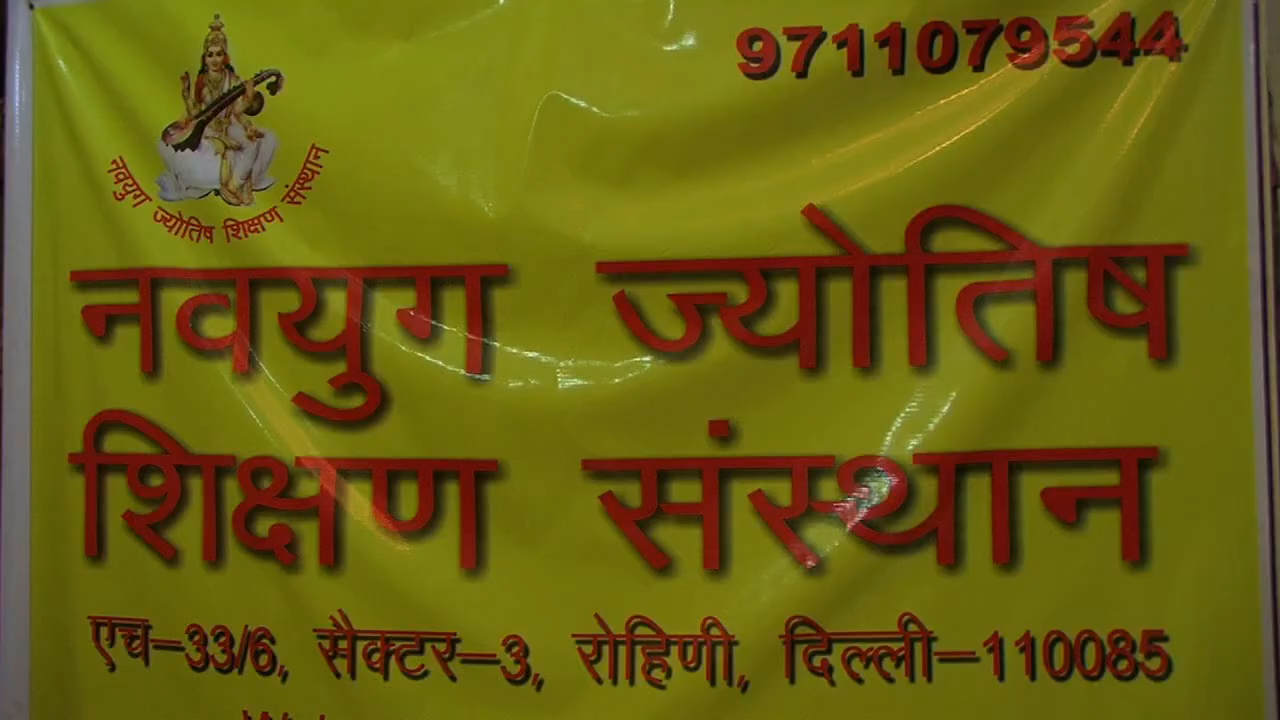 9711079544
नवयुग ज्योतिष शिक्षण संस्थान
नवयुग ज्योतिष
शिक्षण संस्थान
एच–33/6, सैक्टर–3, रोहिणी, दिल्ली–110085